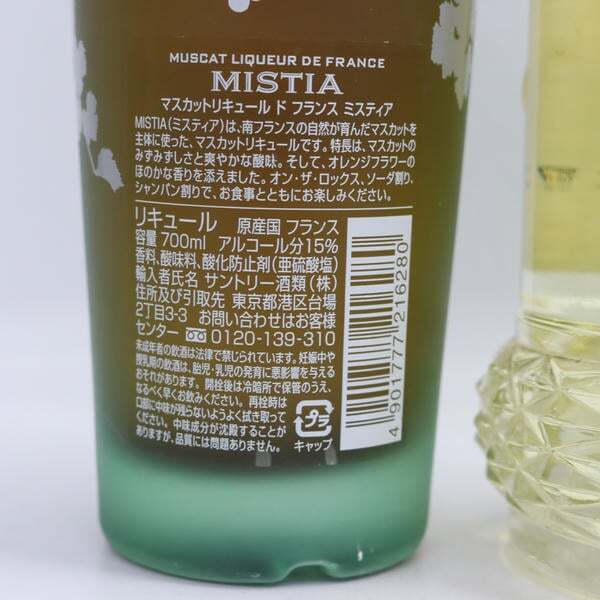 MUSCAT LIQUEUR DE FRANCE
MISTIA
マスカットリキュール ド フランス ミスティア
MISTIA(ミスティア)は、南フランスの自然が育んだマスカットを
主体に使った、マスカットリキュールです。特長は、マスカットの
みずみずしさと爽やかな酸味。そして、オレンジフラワーの
ほのかな香りを添えました。オン・ザ・ロックス、ソーダ割り、
シャンパン割りで、お食事とともにお楽しみください。
リキュール 原産国 フランス
容量 700ml アルコール分15%
香料、酸味料、酸化防止剤(亜硫酸塩)
輸入者氏名 サントリー酒類(株)
住所及び引取先 東京都港区台場
2丁目3-3 お問い合わせはお客様
センター 0120-139-310
未成年者の飲酒は法律で禁じられています。妊娠中や
授乳期の飲酒は、胎児・乳児の発育に悪影響を与える
おそれがあります。開栓後は冷暗所で保管のうえ、
なるべく早くお飲みください。再栓時は
口部に中味が残らないようよく拭き取って
ください。中味成分が沈殿することが
ありますが、品質には問題ありません。
プラ
キャップ
4 901777 216280